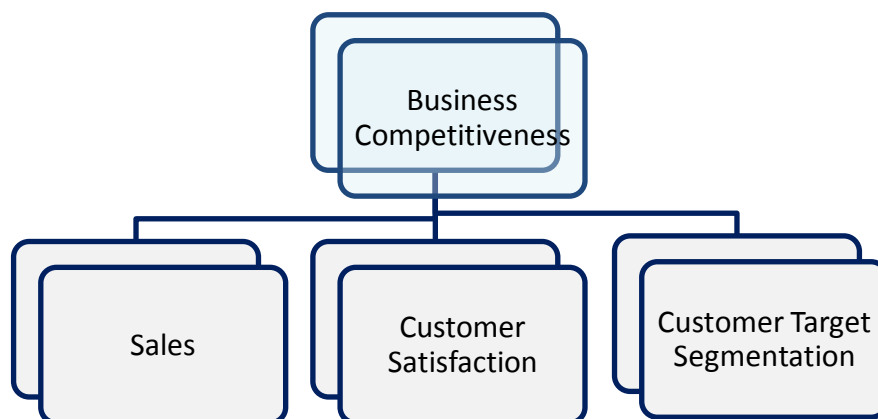 Business
Competitiveness
Sales
Customer
Satisfaction
Customer Target
Segmentation